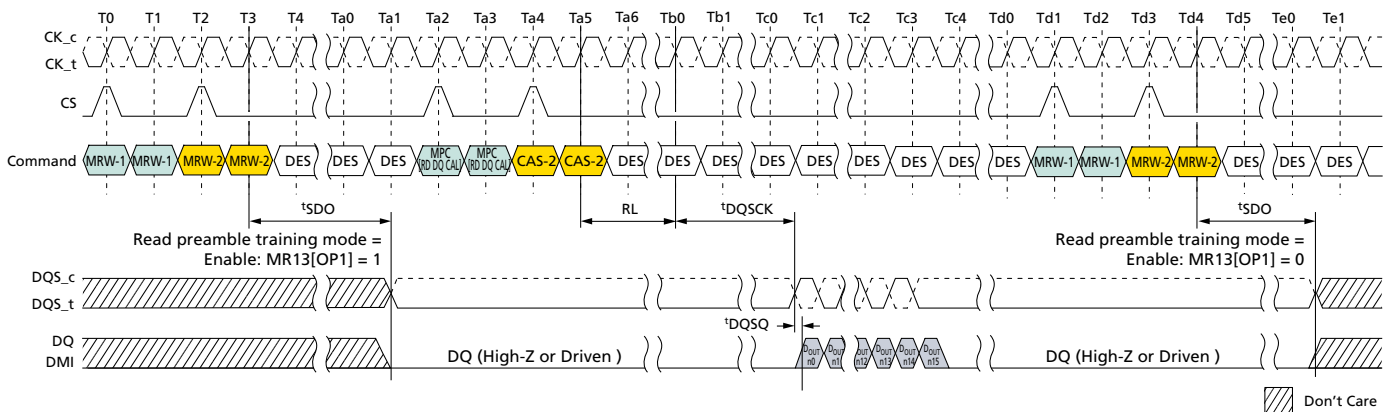 T0 T1 T2 T3 T4 Ta0 Ta1 Ta2 Ta3 Ta4 Ta5 Ta6 Tb0 Tb1 Tc0 Tc1 Tc2 Tc3 Tc4 Td0 Td1 Td2 Td3 Td4 Td5 Te0 Te1
CK_c
CK_t
CS
Command MRW-1 MRW-1 MRW-2 MRW-2 DES DES DES MPC [RD DQ CAL] MPC [RD DQ CAL] CAS-2 CAS-2 DES DES DES DES DES DES DES DES DES MRW-1 MRW-1 MRW-2 MRW-2 DES DES DES
tSDO RL tDQSCK tSDO
Read preamble training mode =
Enable: MR13[OP1] = 1
Read preamble training mode =
Enable: MR13[OP1] = 0
DQS_c
DQS_t
tDQSQ
DQ
DMI
DQ (High-Z or Driven )
DOUT n0 DOUT n1 OUT n12 DOUT n13 DOUT n14 DOUT n15
DQ (High-Z or Driven )
Don't Care